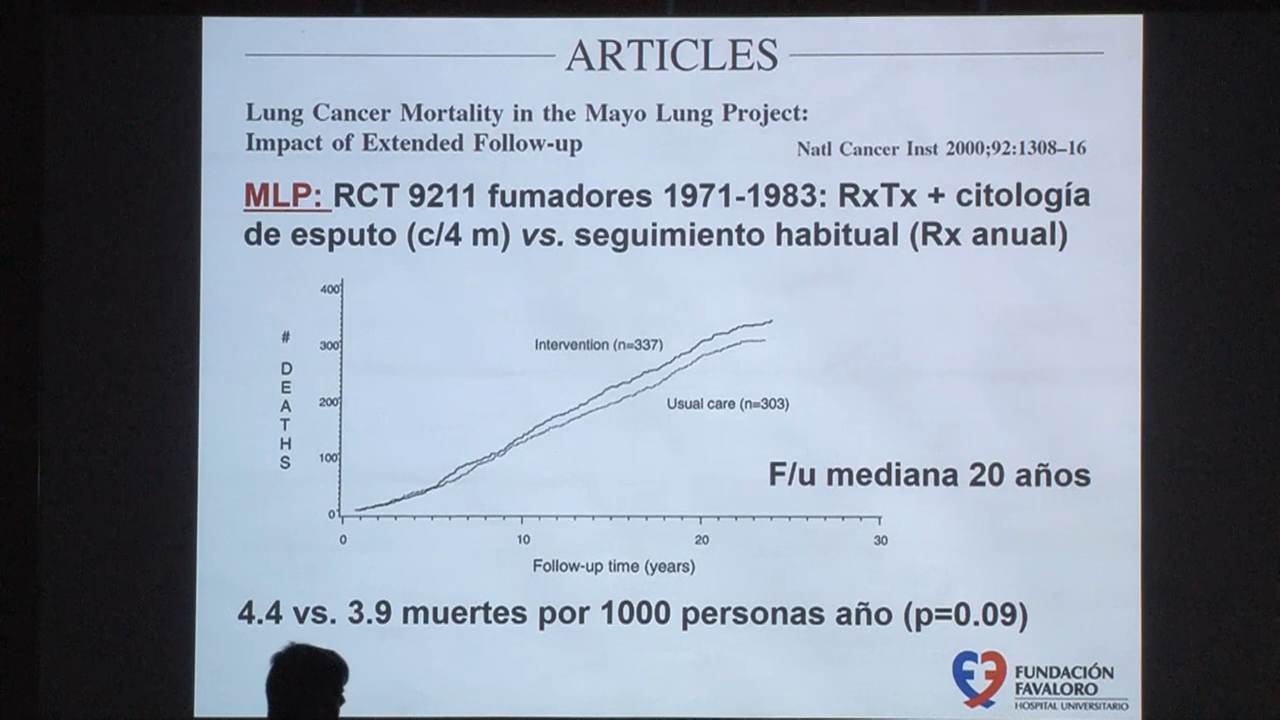 ARTICLES
Lung Cancer Mortality in the Mayo Lung Project:
Impact of Extended Follow-up
Natl Cancer Inst 2000;92:1308–16
MLP: RCT 9211 fumadores 1971-1983: RxTx + citología
de esputo (c/4 m) vs. seguimiento habitual (Rx anual)
# DEATHS
400
300
200
100
0
Intervention (n=337)
Usual care (n=303)
F/u mediana 20 años
0 10 20 30
Follow-up time (years)
4.4 vs. 3.9 muertes por 1000 personas año (p=0.09)
FUNDACIÓN
FAVALORO
HOSPITAL UNIVERSITARIO